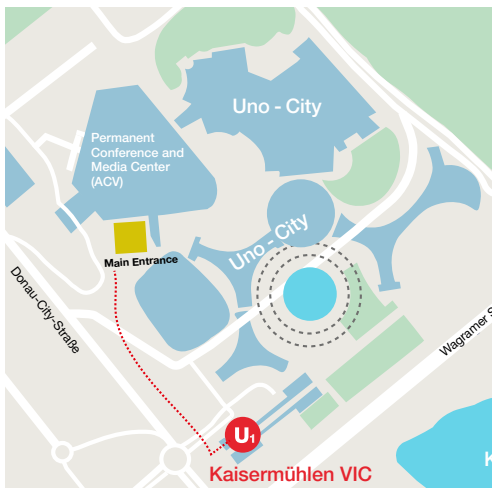 Uno - City
Permanent
Conference and
Media Center
(ACV)
Uno - City
Main Entrance
Donau-City-Straße
Wagramer S
U1
Kaisermühlen VIC
K